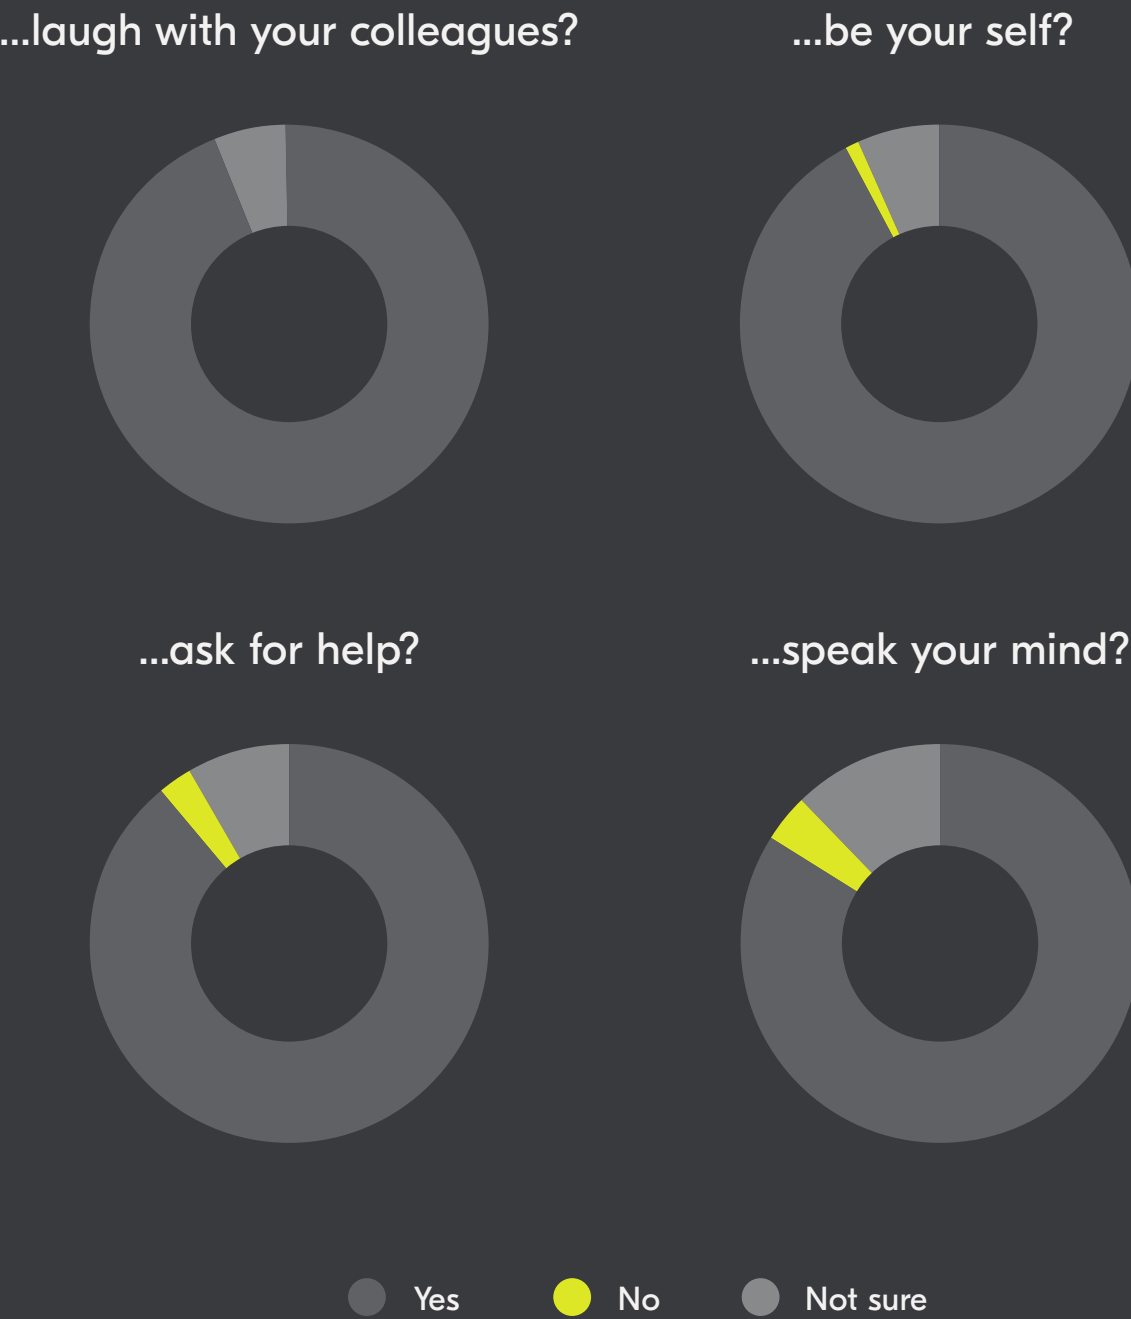 ...laugh with your colleagues?
...be your self?
...ask for help?
...speak your mind?
Yes
No
Not sure